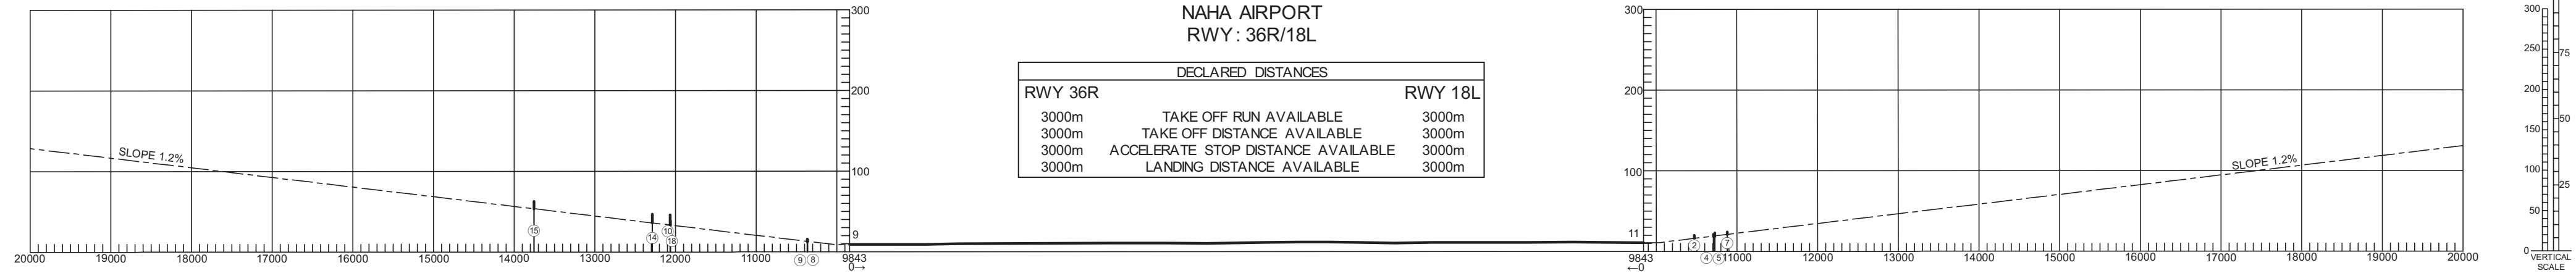 NAHA AIRPORT
RWY : 36R/18L
DECLARED DISTANCES
RWY 36R RWY 18L
3000m TAKE OFF RUN AVAILABLE 3000m
3000m TAKE OFF DISTANCE AVAILABLE 3000m
3000m ACCELERATE STOP DISTANCE AVAILABLE 3000m
3000m LANDING DISTANCE AVAILABLE 3000m
300
200
100
9
SLOPE 1.2%
15
14
10
18
9 8
20000 19000 18000 17000 16000 15000 14000 13000 12000 11000 9843
0→
300
200
100
11
SLOPE 1.2%
2
4 5
7
9843 11000 12000 13000 14000 15000 16000 17000 18000 19000 20000
←0
300
250
200
150
100
50
0
75
50
25
VERTICAL
SCALE